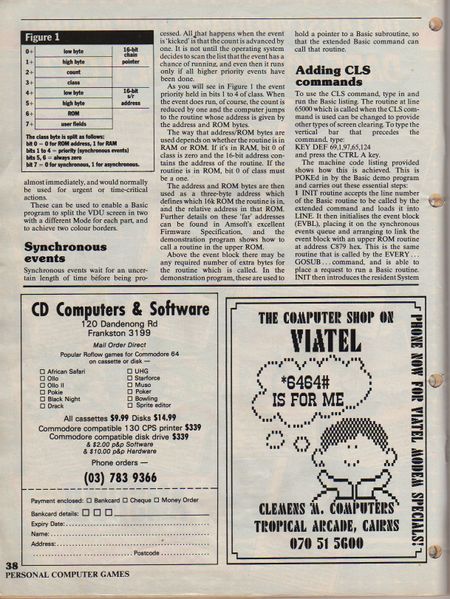 Figure 1
0+ low byte 16-bit chain
1+ high byte pointer
2+ count
3+ class
4+ low byte 16-bit s/r
5+ high byte address
6+ ROM
7+ user fields
The class byte is split as follows:
bit 0 = 0 for ROM address, 1 for RAM
bits 1 to 4 = priority (synchronous events)
bits 5, 6 = always zero
bit 7 = 0 for synchronous, 1 for asynchronous.
almost immediately, and would normally
be used for urgent or time-critical
actions.
These can be used to enable a Basic
program to split the VDU screen in two
with a different Mode for each part, and
to achieve two colour borders.
Synchronous
events
Synchronous events wait for an uncer-
tain length of time before being pro-
cessed. All that happens when the event
is 'kicked' is that the count is advanced by
one. It is not until the operating system
decides to scan the list that the event has a
chance of running, and even then it runs
only if all higher priority events have
been done.
As you will see in Figure 1 the event
priority held in bits 1 to 4 of class. When
the event does run, of course, the count is
reduced by one and the computer jumps
to the routine whose address is given by
the address and ROM bytes.
The way that address/ROM bytes are
used depends on whether the routine is in
RAM or ROM. If it's in RAM, bit 0 of
class is zero and the 16-bit address con-
tains the address of the routine. If the
routine is in ROM, bit 0 of class must
be a one.
The address and ROM bytes are then
used as a three-byte address which
defines which 16k ROM the routine is in,
and the relative address in that ROM.
Further details on these 'far' addresses
can be found in Amsoft's excellent
Firmware Specification, and the
demonstration program shows how to
call a routine in the upper ROM.
Above the event block there may be
any required number of extra bytes for
the routine which is called. In the
demonstration program, these are used to
hold a pointer to a Basic subroutine, so
that the extended Basic command can
call that routine.
Adding CLS
commands
To use the CLS command, type in and
run the Basic listing. The routine at line
65000 which is called when the CLS com-
mand is used can be changed to provide
other types of screen clearing. To type the
vertical bar that precedes the
command, type:
KEY DEF 69,1,97,65,124
and press the CTRL A key.
The machine code listing provided
shows how this is achieved. This is
POKEd in by the Basic demo program
and carries out these essential steps.
1 INIT routine accepts the line number
of the Basic routine to be called by the
extended command and loads it into
LINE. It then initialises the event block
(EVBL), placing it on the synchronous
events queue and arranging to link the
event block with an upper ROM routine
at address C879 hex. This is the same
routine that is called by the EVERY . . .
GOSUB . . . command, and is able to
place a request to run a Basic routine.
INIT then introduces the resident System
CD Computers & Software
120 Dandenong Rd
Frankston 3199
Mail Order Direct
Popular Roflow games for Commodore 64
on cassette or disk —
African Safari
Ollo
Ollo II
Pokie
Black Night
Drack
UHG
Starforce
Muso
Poker
Bowling
Sprite editor
All cassettes $9.99 Disks $14.99
Commodore compatible 130 CPS printer $339
Commodore compatible disk drive $339
& $2.00 p&p Software
& $10.00 p&p Hardware
Phone orders —
(03) 783 9366
Payment enclosed: Bankcard Cheque Money Order
Bankcard details:
Expiry Date:
Name:
Address:
Postcode
THE COMPUTER SHOP ON
VIATEL
*6464#
IS FOR ME
CLEMENS M. COMPUTERS
TROPICAL ARCADE, CAIRNS
070 51 5600
PHONE NOW FOR VIATEL MODEM SPECIALS!
38
PERSONAL COMPUTER GAMES